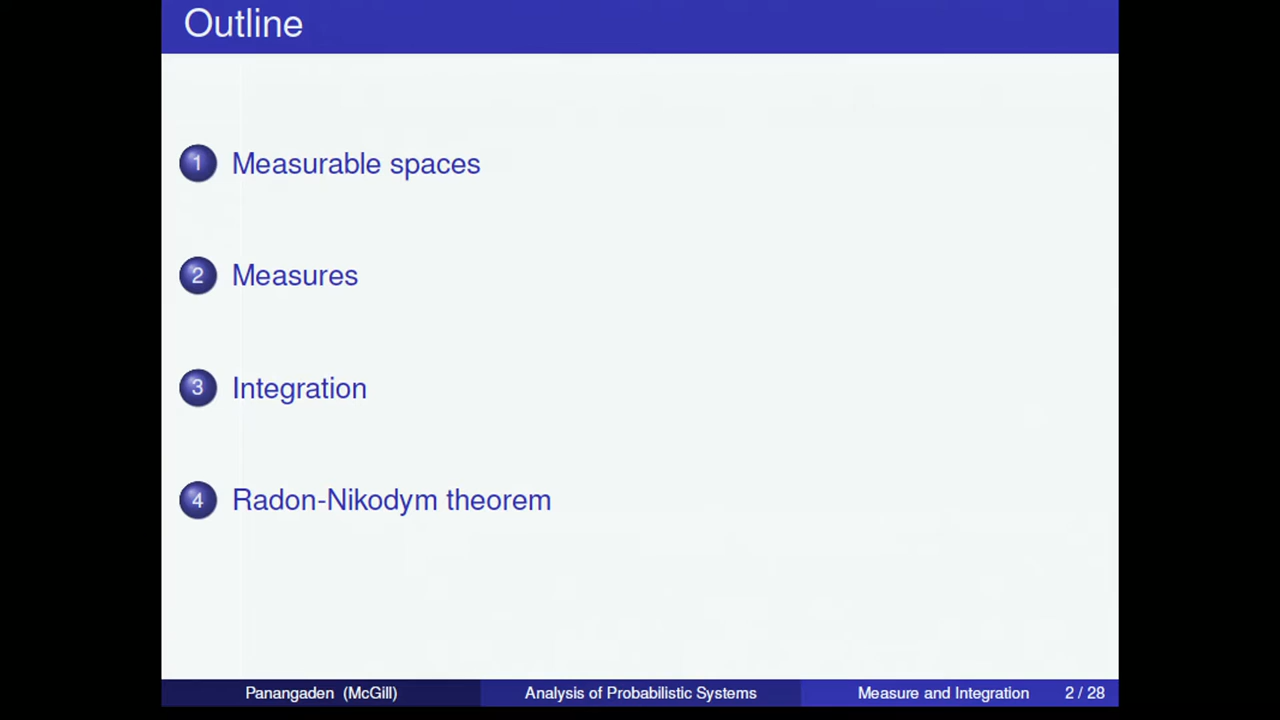 Outline
1 Measurable spaces
2 Measures
3 Integration
4 Radon-Nikodym theorem
Panangaden (McGill) Analysis of Probabilistic Systems Measure and Integration 2 / 28